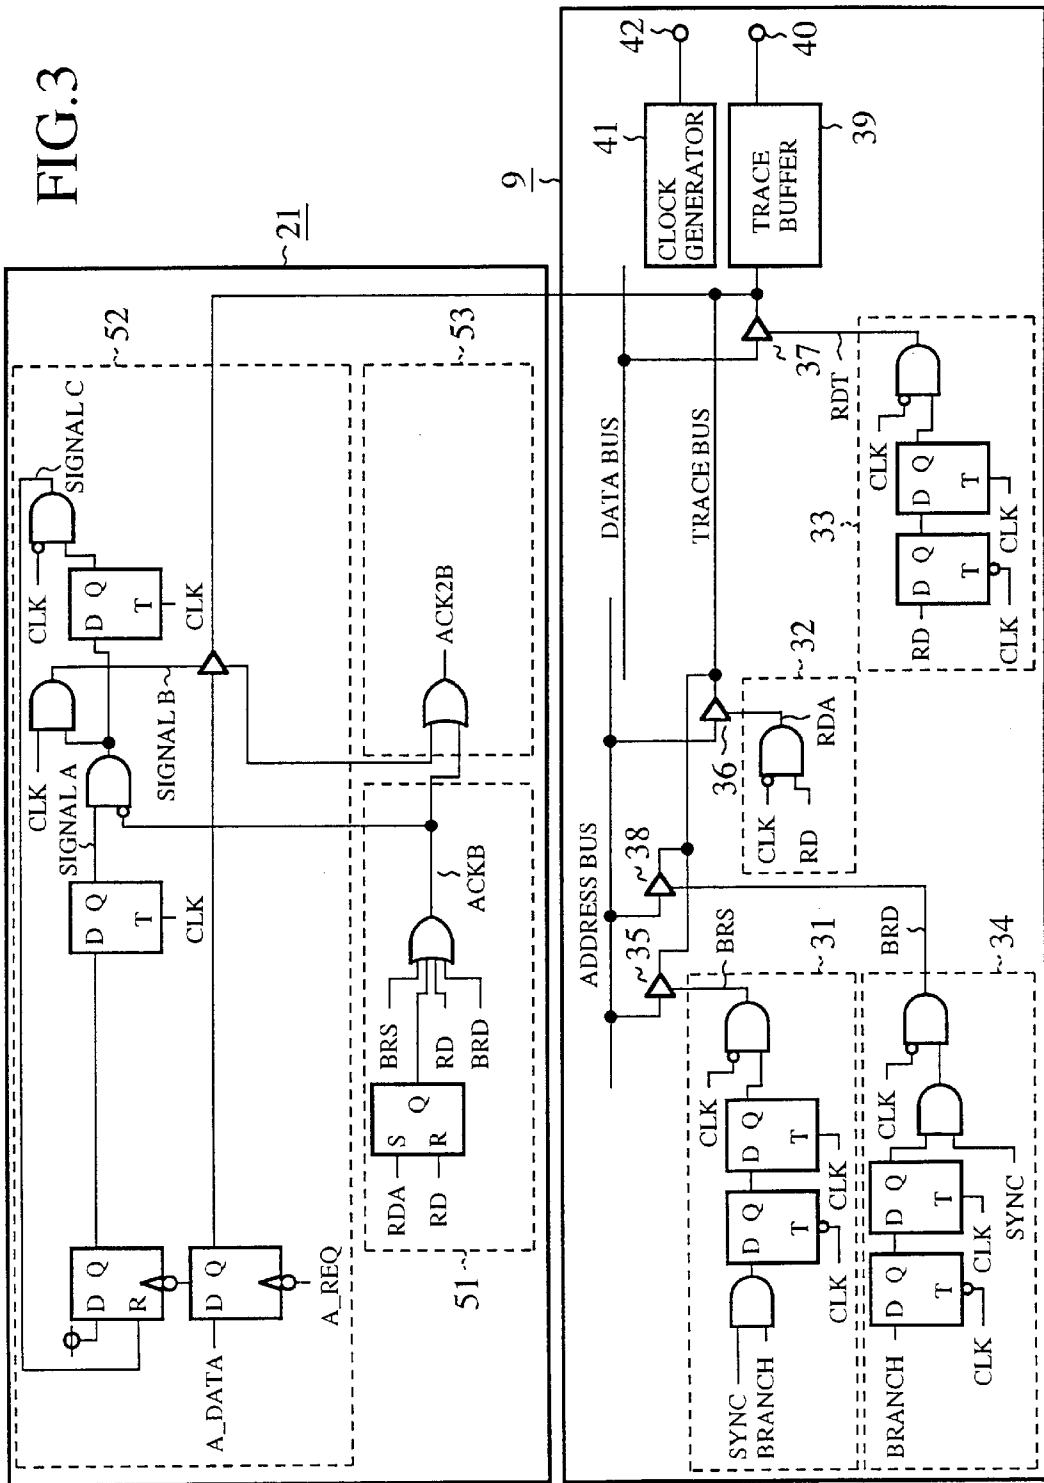 FIG.3
21
52
CLK
SIGNAL C
CLK
SIGNAL A
SIGNAL B
D Q
T
CLK
D Q
T
CLK
D Q
R
D Q
A_DATA
A_REQ
51
53
RDA
RD
S
Q
R
BRS
RD
BRD
ACKB
ACK2B
9
CLOCK
GENERATOR
41
42
TRACE
BUFFER
39
40
ADDRESS BUS
DATA BUS
TRACE BUS
35
38
36
37
BRS
BRD
RDA
RDT
31
SYNC
BRANCH
D Q
T
CLK
D Q
T
CLK
CLK
34
BRANCH
D Q
T
CLK
D Q
T
CLK
SYNC
CLK
32
CLK
RD
33
RD
D Q
T
CLK
D Q
T
CLK
CLK